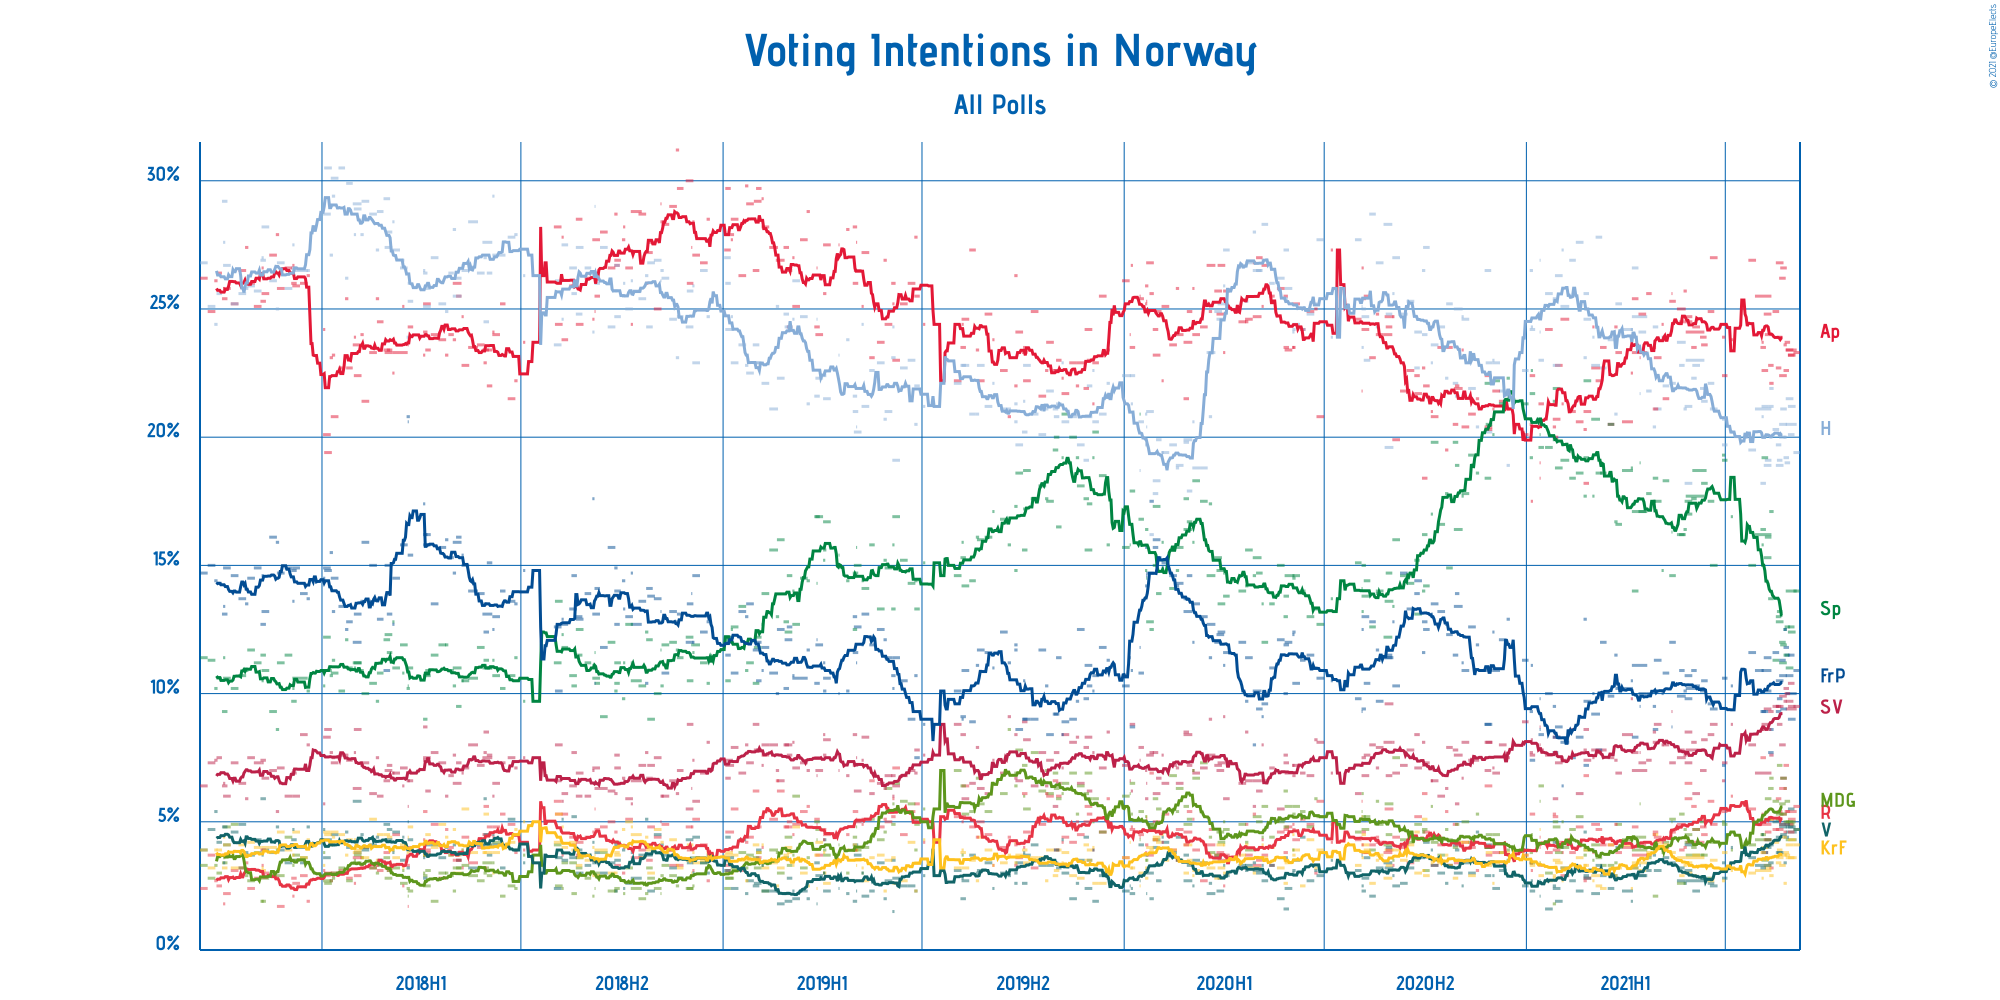 © 2021 @EuropeElects
Voting Intentions in Norway
All Polls
30%
25%
20%
15%
10%
5%
0%
Ap
H
Sp
FrP
SV
MDG
R
V
KrF
2018H1
2018H2
2019H1
2019H2
2020H1
2020H2
2021H1